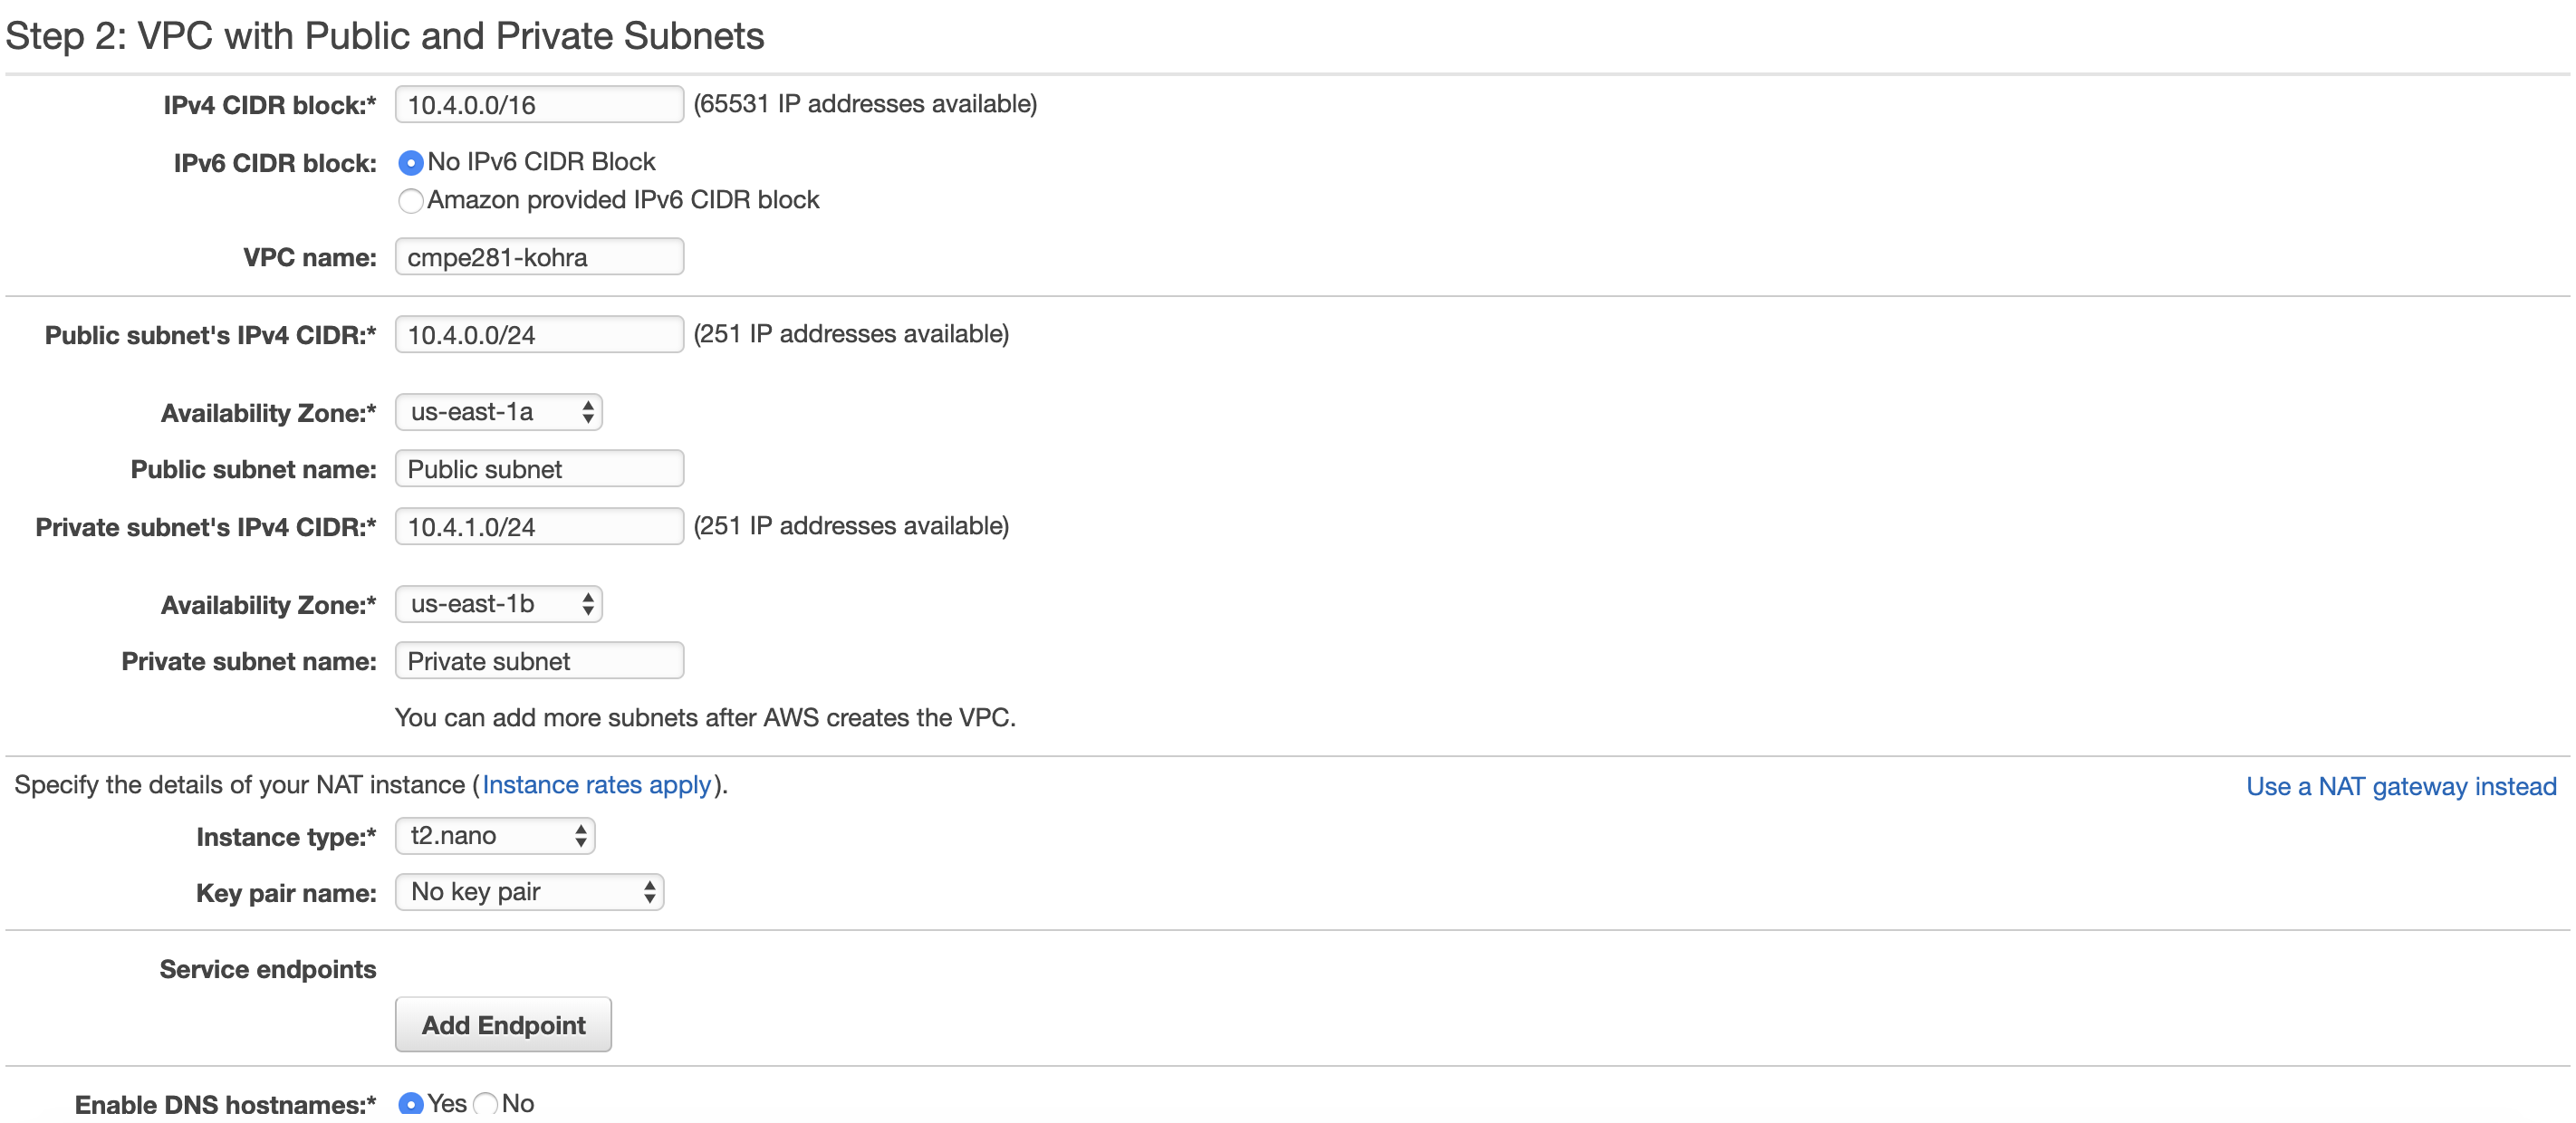 Step 2: VPC with Public and Private Subnets
IPv4 CIDR block:* 10.4.0.0/16 (65531 IP addresses available)
IPv6 CIDR block: No IPv6 CIDR Block
Amazon provided IPv6 CIDR block
VPC name: cmpe281-kohra
Public subnet's IPv4 CIDR:* 10.4.0.0/24 (251 IP addresses available)
Availability Zone:* us-east-1a
Public subnet name: Public subnet
Private subnet's IPv4 CIDR:* 10.4.1.0/24 (251 IP addresses available)
Availability Zone:* us-east-1b
Private subnet name: Private subnet
You can add more subnets after AWS creates the VPC.
Specify the details of your NAT instance (Instance rates apply). Use a NAT gateway instead
Instance type:* t2.nano
Key pair name: No key pair
Service endpoints
Add Endpoint
Enable DNS hostnames:* Yes No